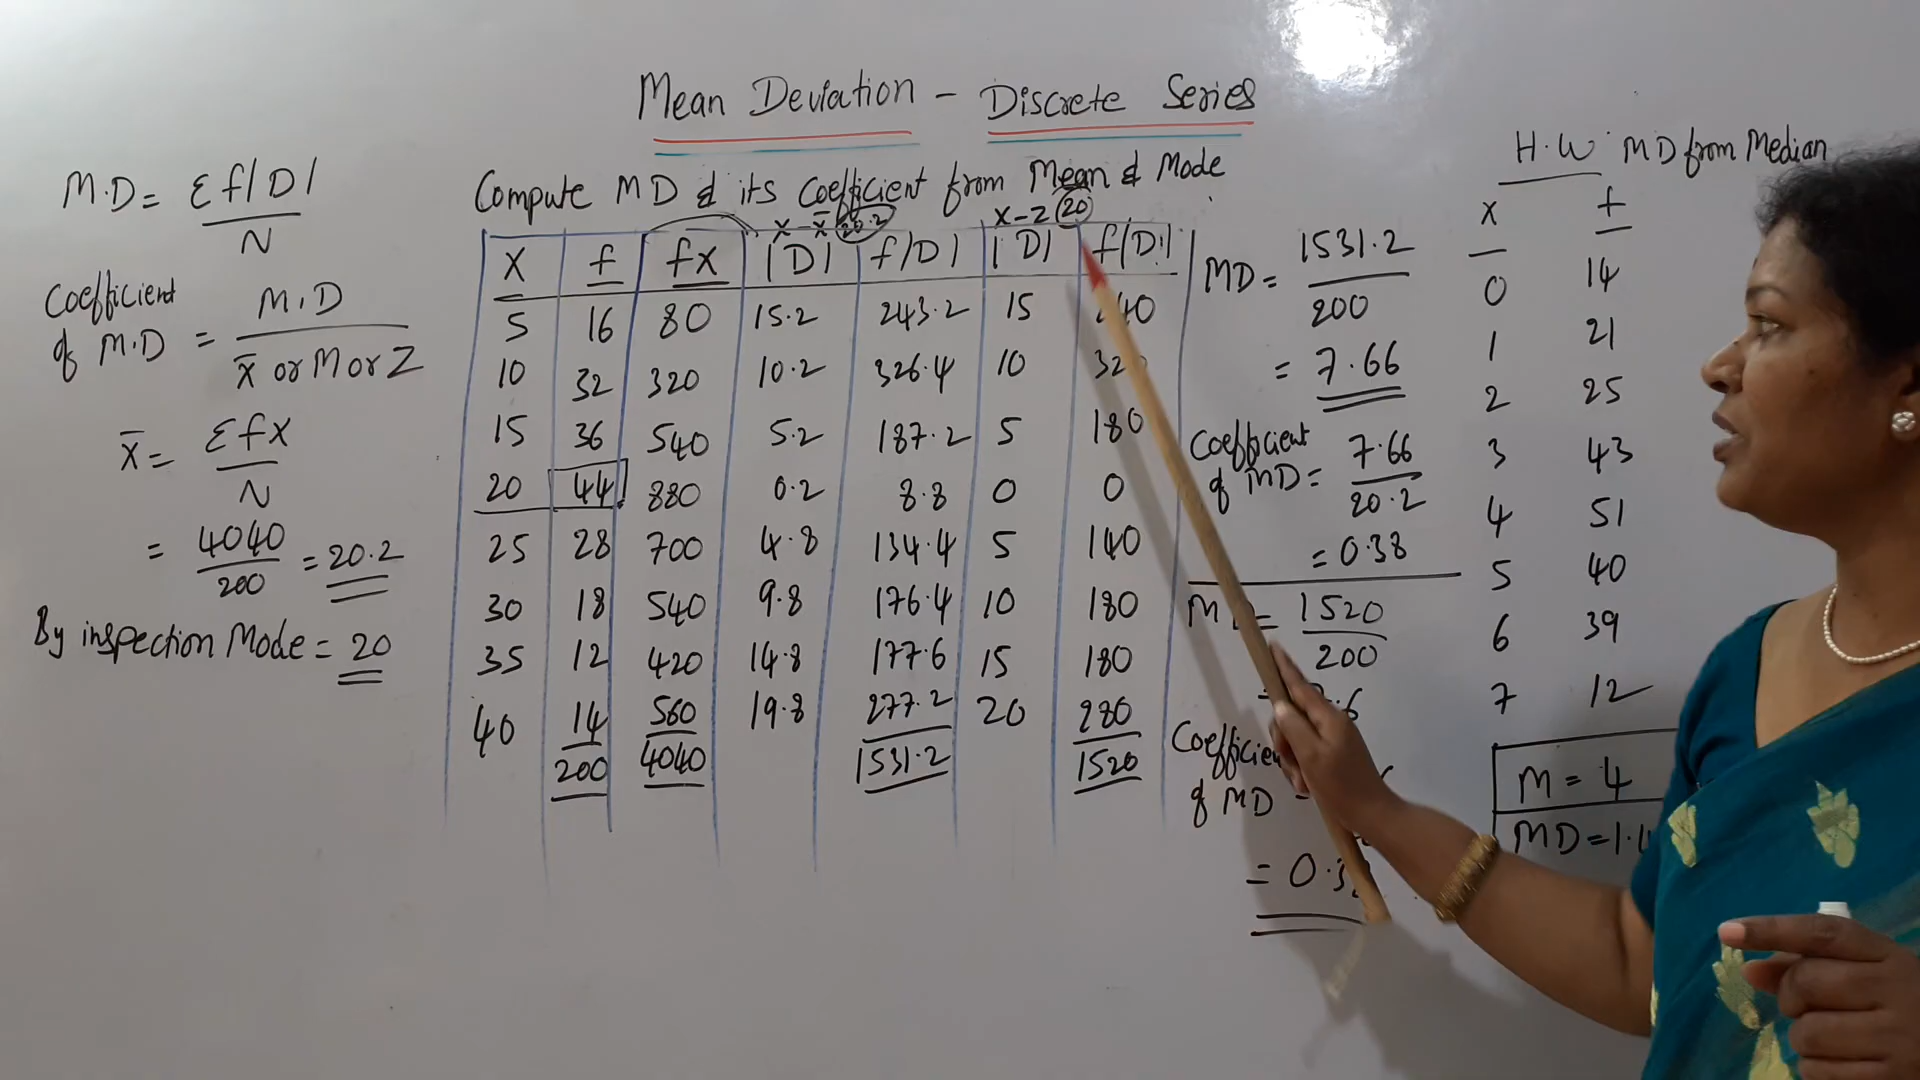 Mean Deviation - Discrete Series
M.D = Σf|D|
N
Coefficient of M.D = M.D
x̄ or M or Z
x̄ = Σfx
N
= 4040 = 20.2
200
By inspection Mode = 20
Compute MD & its coefficient from Mean & Mode
x - x̄ 20.2 x - Z 20
X f fx |D| f|D| |D| f|D|
5 16 80 15.2 243.2 15
10 32 320 10.2 326.4 10
15 36 540 5.2 187.2 5 180
20 44 880 0.2 8.8 0 0
25 28 700 4.8 134.4 5 140
30 18 540 9.8 176.4 10 180
35 12 420 14.8 177.6 15 180
40 14 560 19.8 277.2 20 280
200 4040 1531.2 1520
MD = 1531.2
200
= 7.66
Coefficient of MD = 7.66
20.2
= 0.38
= 1520
200
of MD
= 0.3
H.W MD from Median
x f
0 14
1 21
2 25
3 43
4 51
5 40
6 39
7 12
M = 4
MD = 1.